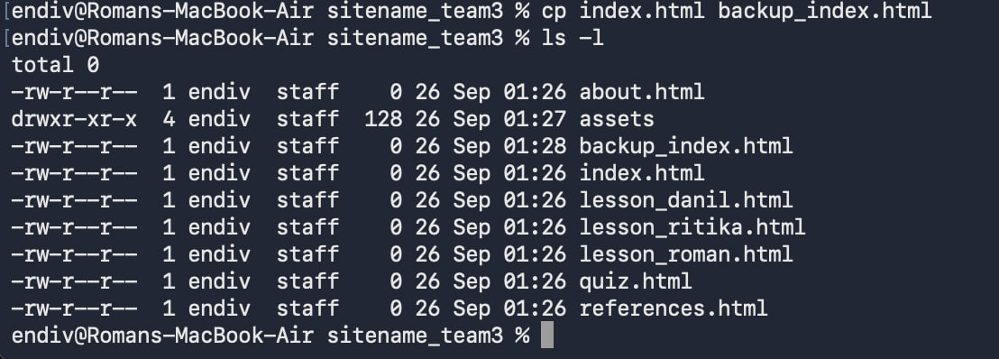 [endiv@Romans-MacBook-Air sitename_team3 % cp index.html backup_index.html
[endiv@Romans-MacBook-Air sitename_team3 % ls -l
total 0
-rw-r--r--  1 endiv  staff    0 26 Sep 01:26 about.html
drwxr-xr-x  4 endiv  staff  128 26 Sep 01:27 assets
-rw-r--r--  1 endiv  staff    0 26 Sep 01:28 backup_index.html
-rw-r--r--  1 endiv  staff    0 26 Sep 01:26 index.html
-rw-r--r--  1 endiv  staff    0 26 Sep 01:26 lesson_danil.html
-rw-r--r--  1 endiv  staff    0 26 Sep 01:26 lesson_ritika.html
-rw-r--r--  1 endiv  staff    0 26 Sep 01:26 lesson_roman.html
-rw-r--r--  1 endiv  staff    0 26 Sep 01:26 quiz.html
-rw-r--r--  1 endiv  staff    0 26 Sep 01:26 references.html
endiv@Romans-MacBook-Air sitename_team3 %